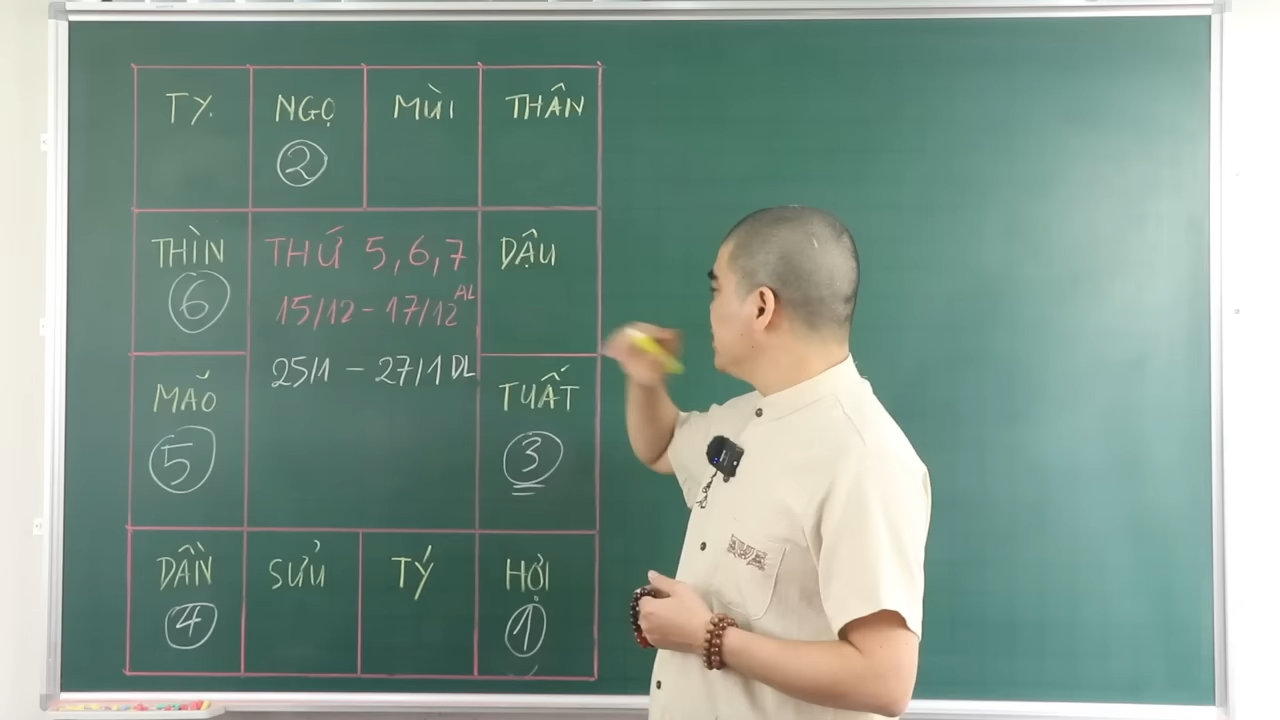 TỴ
NGỌ
②
MÙI
THÂN
THÌN
⑥
THỨ 5,6,7
15/12 - 17/12 AL
25/1 - 27/1 DL
DẬU
MÃO
⑤
TUẤT
③
DẦN
④
SỬU
TÝ
HỢI
①